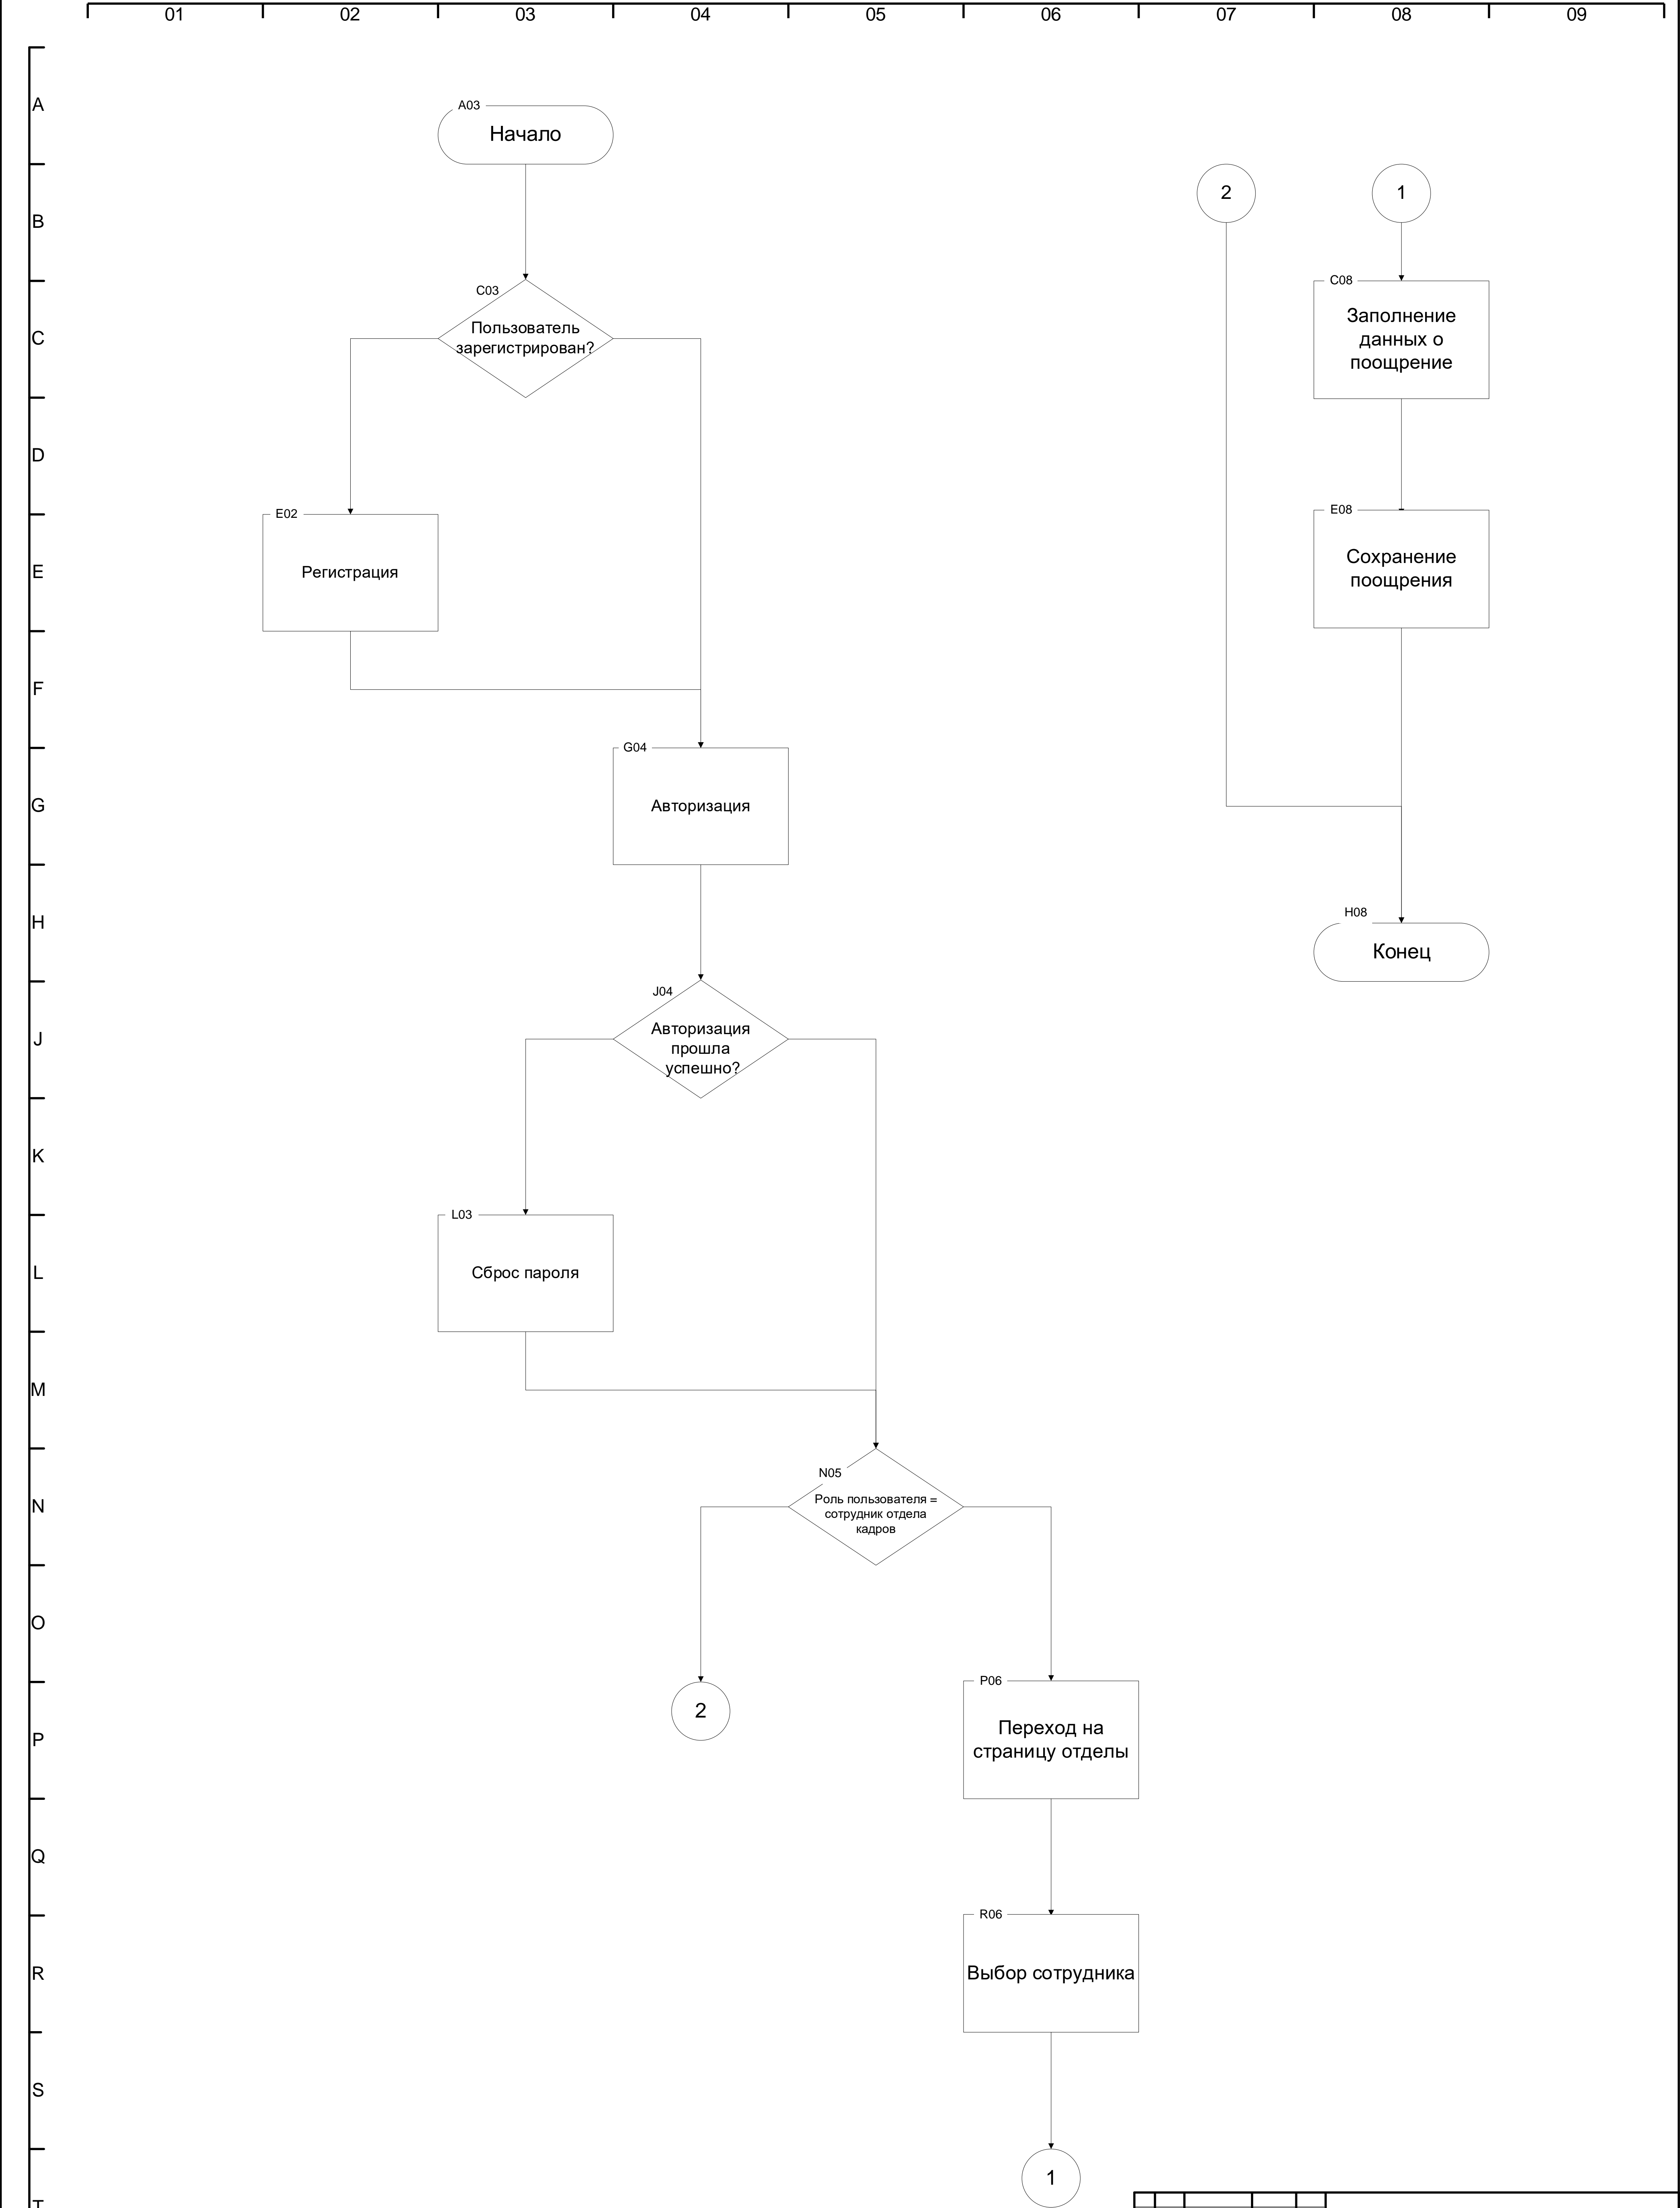 01 02 03 04 05 06 07 08 09
A
A03
Начало
2
1
B
C03
C08
C
Пользователь
зарегистрирован?
Заполнение
данных о
поощрение
D
E02
E08
E
Регистрация
Сохранение
поощрения
F
G04
G
Авторизация
H08
H
Конец
J04
J
Авторизация
прошла
успешно?
K
L03
L
Сброс пароля
M
N05
N
Роль пользователя =
сотрудник отдела
кадров
O
P06
2
P
Переход на
страницу отделы
Q
R06
R
Выбор сотрудника
S
1
T